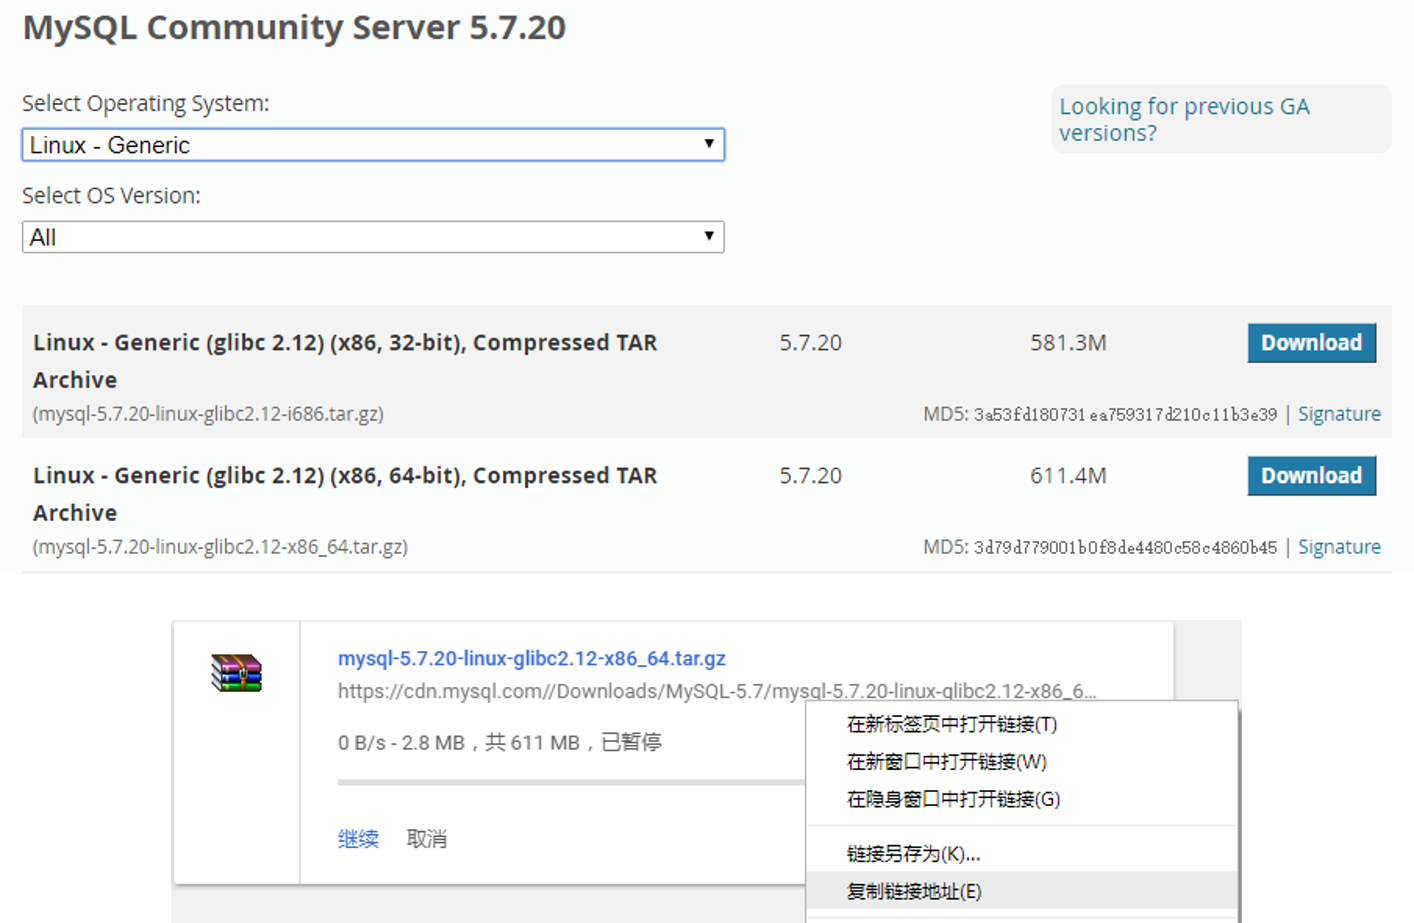 MySQL Community Server 5.7.20
Select Operating System:
Looking for previous GA
versions?
Linux - Generic
Select OS Version:
All
Linux - Generic (glibc 2.12) (x86, 32-bit), Compressed TAR 5.7.20 581.3M Download
Archive
(mysql-5.7.20-linux-glibc2.12-i686.tar.gz) MD5: 3a53fd180731ea759317d210c11b3e39 | Signature
Linux - Generic (glibc 2.12) (x86, 64-bit), Compressed TAR 5.7.20 611.4M Download
Archive
(mysql-5.7.20-linux-glibc2.12-x86_64.tar.gz) MD5: 3d79d779001b0f8de4480c58c4860b45 | Signature
mysql-5.7.20-linux-glibc2.12-x86_64.tar.gz
https://cdn.mysql.com//Downloads/MySQL-5.7/mysql-5.7.20-linux-glibc2.12-x86_6...
0 B/s - 2.8 MB，共 611 MB，已暂停
继续 取消
在新标签页中打开链接(T)
在新窗口中打开链接(W)
在隐身窗口中打开链接(G)
链接另存为(K)...
复制链接地址(E)